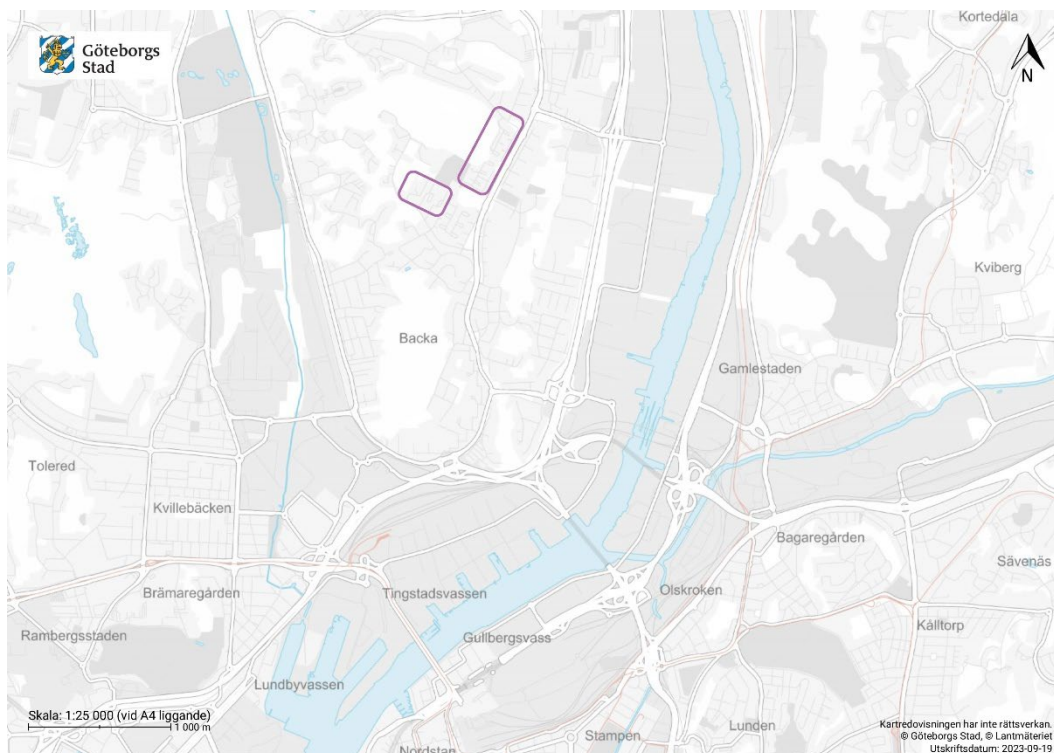 Göteborgs
Stad
Kortedala
N
Kviberg
Backa
Gamlestaden
Tolered
Kvillebäcken
Bagaregården
Sävenäs
Brämaregården
Tingstadsvassen
Olskroken
Rambergsstaden
Gullbergsvass
Kålltorp
Lundbyvassen
Skala: 1:25 000 (vid A4 liggande)
1 000 m
Nordstan
Stampen
Lunden
Kartredovisningen har inte rättsverkan.
© Göteborgs Stad, © Lantmäteriet
Utskriftsdatum: 2023-09-13